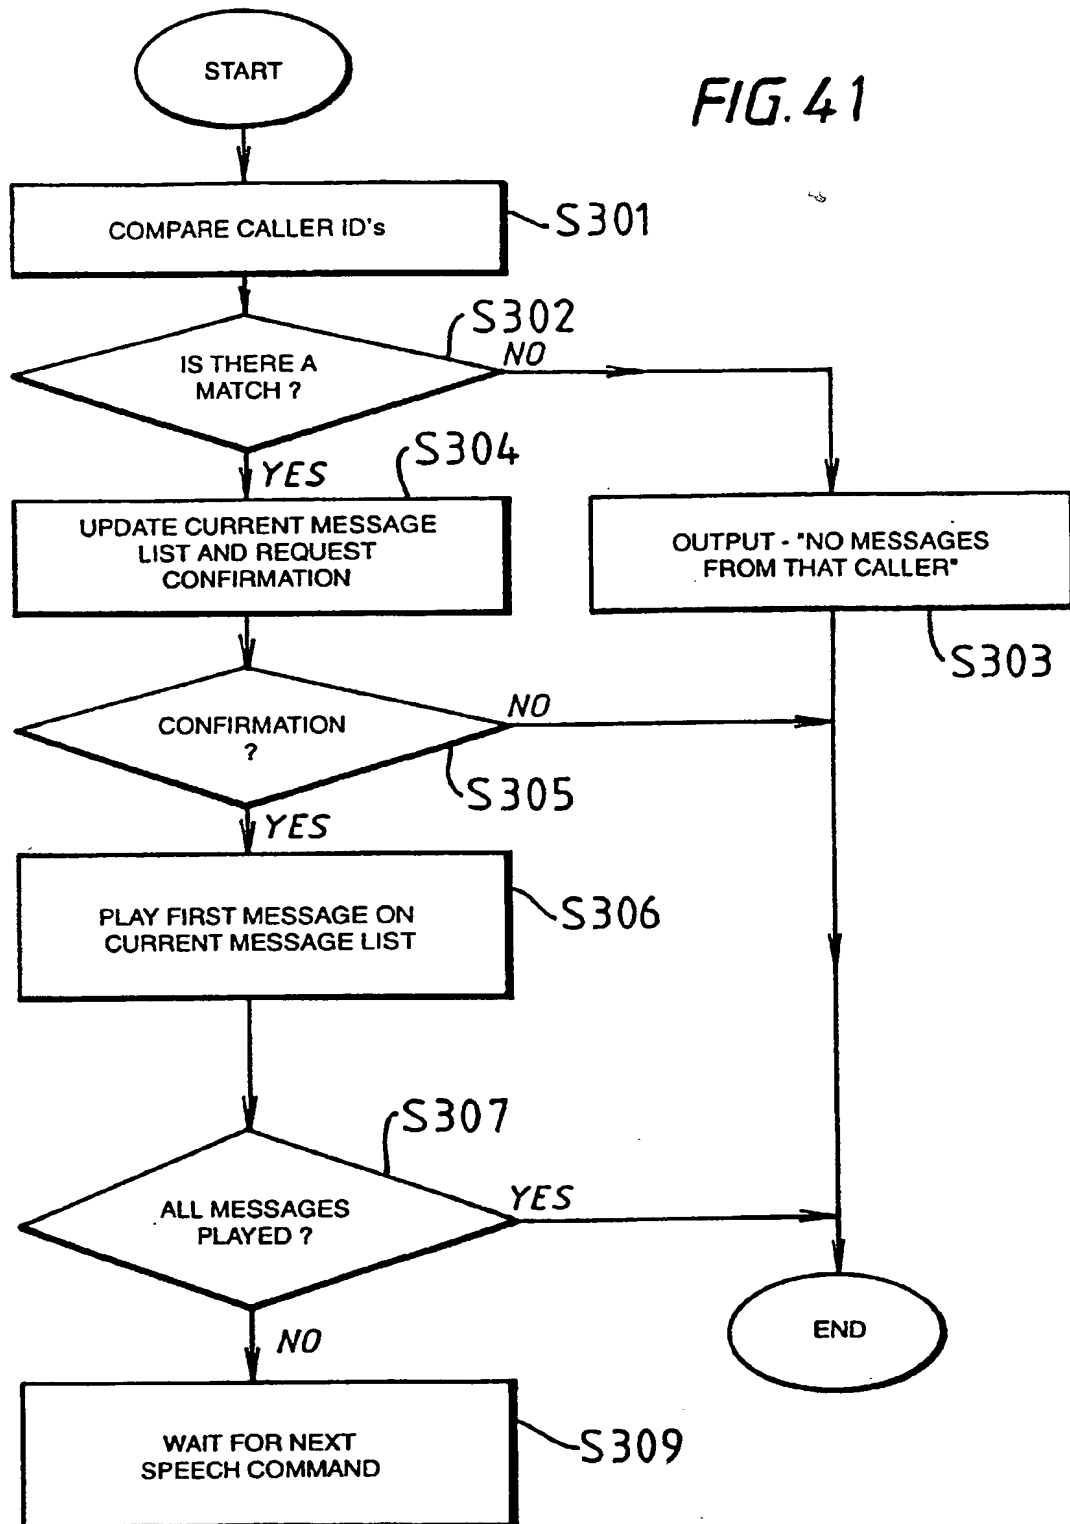 START
FIG. 41
COMPARE CALLER ID's
S301
S302
IS THERE A
MATCH ?
NO
YES
S304
UPDATE CURRENT MESSAGE
LIST AND REQUEST
CONFIRMATION
OUTPUT - "NO MESSAGES
FROM THAT CALLER"
S303
CONFIRMATION
?
NO
S305
YES
PLAY FIRST MESSAGE ON
CURRENT MESSAGE LIST
S306
S307
ALL MESSAGES
PLAYED ?
YES
END
NO
WAIT FOR NEXT
SPEECH COMMAND
S309